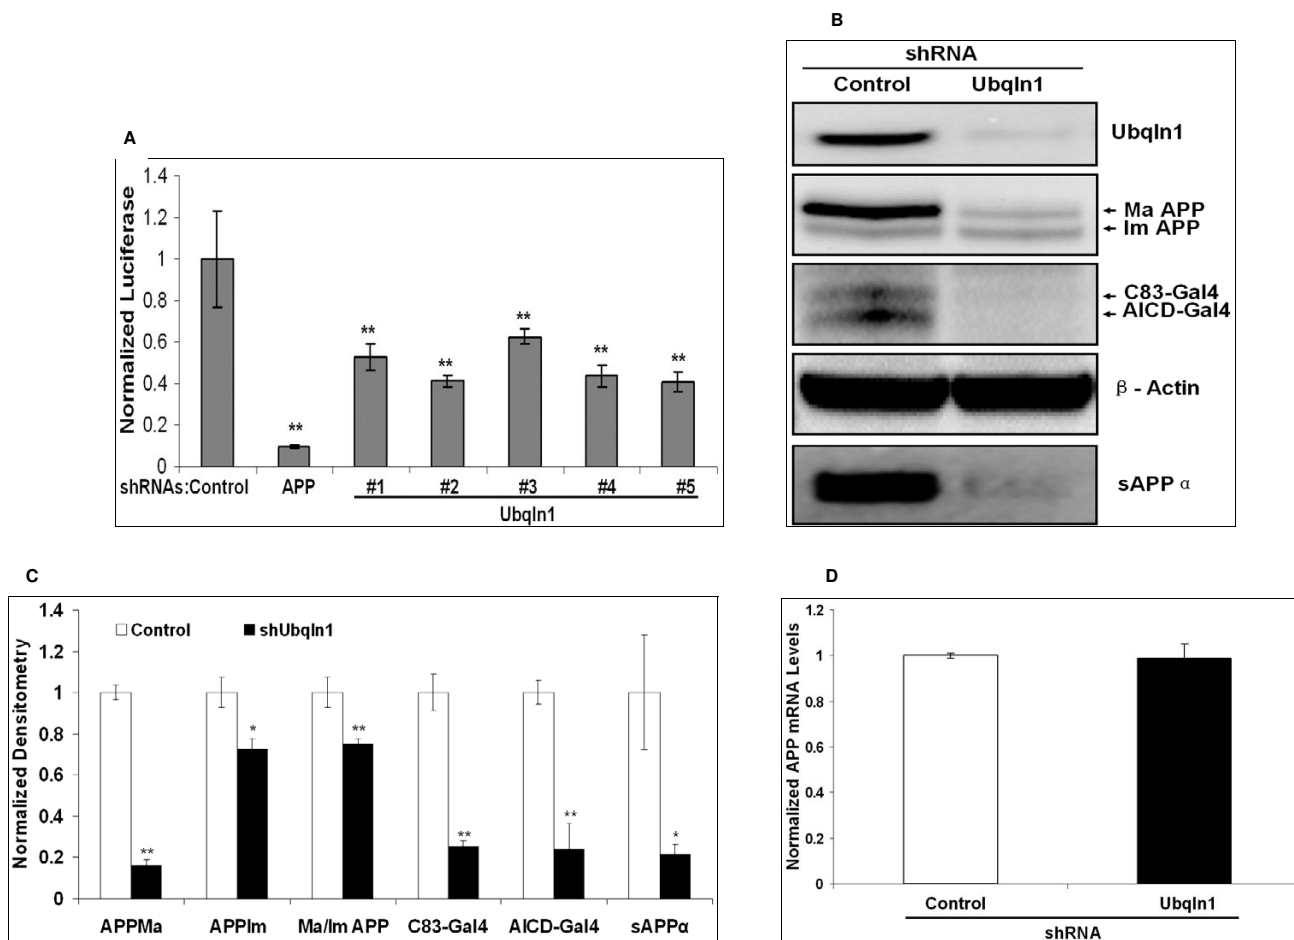 A
1.4
1.2
1
0.8
0.6
0.4
0.2
0
Normalized Luciferase
**
**
**
**
**
**
shRNAs:Control APP #1 #2 #3 #4 #5
Ubqln1
B
shRNA
Control Ubqln1
Ubqln1
Ma APP
Im APP
C83-Gal4
AICD-Gal4
β - Actin
sAPP α
C
1.4
1.2
1
0.8
0.6
0.4
0.2
0
Normalized Densitometry
Control shUbqln1
**
*
**
**
**
*
APPMa APPIm Ma/Im APP C83-Gal4 AICD-Gal4 sAPPα
D
1.2
1
0.8
0.6
0.4
0.2
0
Normalized APP mRNA Levels
Control Ubqln1
shRNA